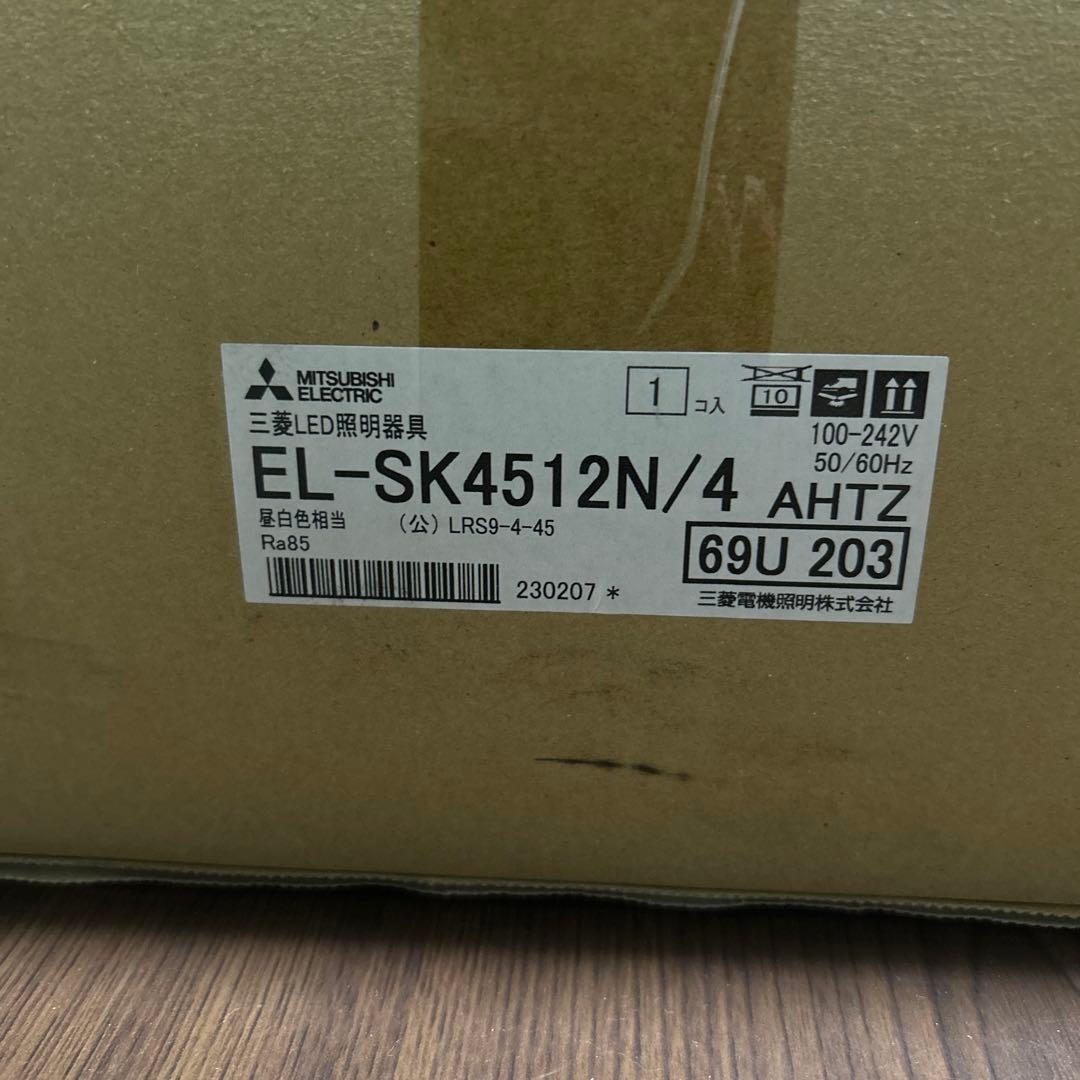 MITSUBISHI
ELECTRIC
1 コ入
10
三菱LED照明器具
100-242V
50/60Hz
EL-SK4512N/4 AHTZ
昼白色相当 (公) LRS9-4-45
Ra85
69U 203
230207 *
三菱電機照明株式会社